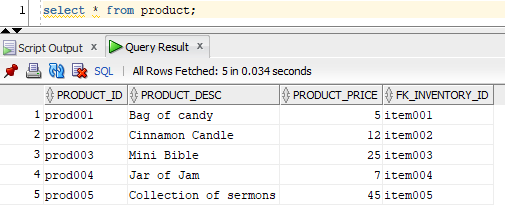 1 select * from product;
Script Output x Query Result x
SQL | All Rows Fetched: 5 in 0.034 seconds
PRODUCT_ID PRODUCT_DESC PRODUCT_PRICE FK_INVENTORY_ID
1 prod001 Bag of candy 5 item001
2 prod002 Cinnamon Candle 12 item002
3 prod003 Mini Bible 25 item003
4 prod004 Jar of Jam 7 item004
5 prod005 Collection of sermons 45 item005